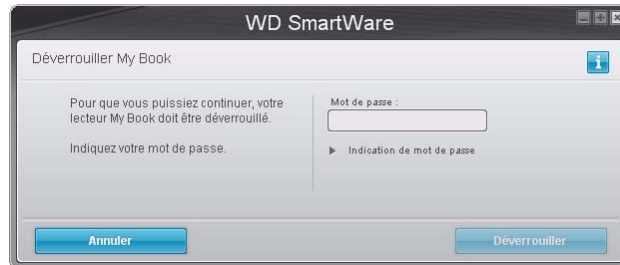 WD SmartWare
Déverrouiller My Book
Pour que vous puissiez continuer, votre
lecteur My Book doit être déverrouillé.
Indiquez votre mot de passe.
Mot de passe :
Indication de mot de passe
Annuler
Déverrouiller